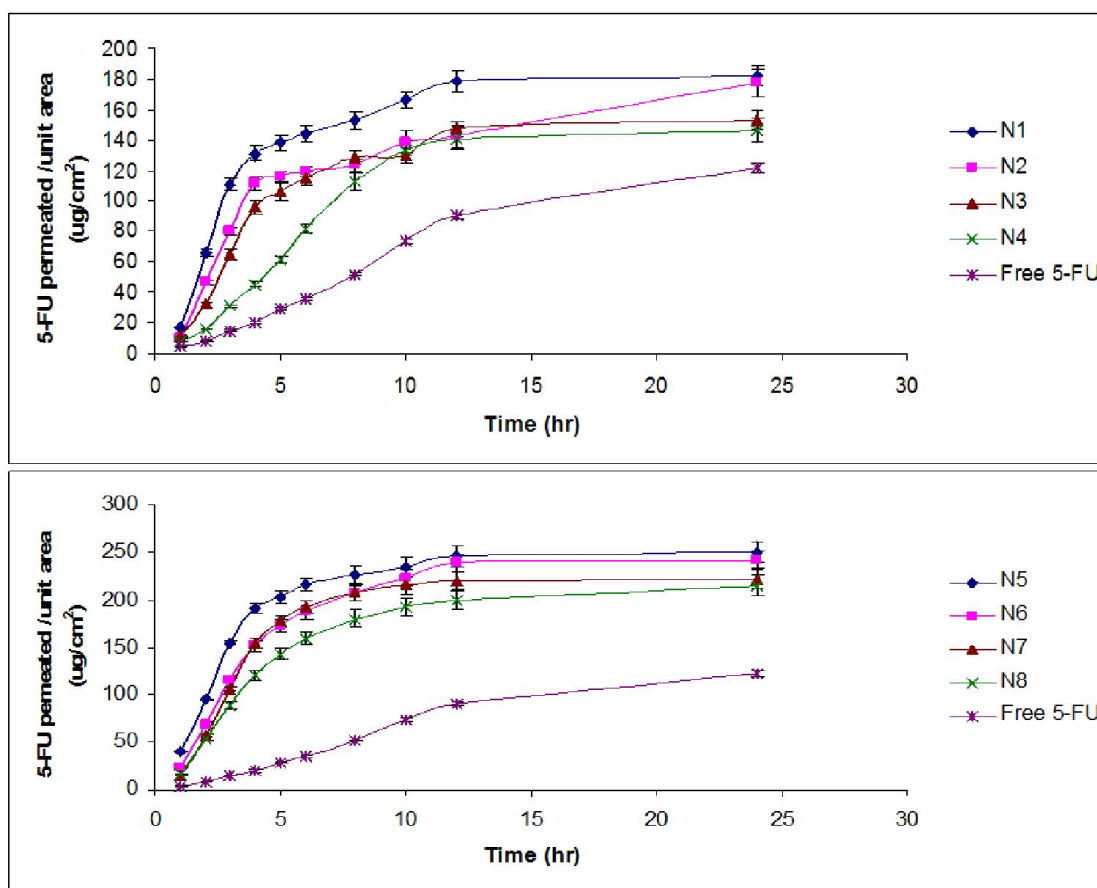 5-FU permeated /unit area
(ug/cm²)
200
180
160
140
120
100
80
60
40
20
0
0 5 10 15 20 25 30
Time (hr)
N1
N2
N3
N4
Free 5-FU
5-FU permeated /unit area
(ug/cm²)
300
250
200
150
100
50
0
0 5 10 15 20 25 30
Time (hr)
N5
N6
N7
N8
Free 5-FU